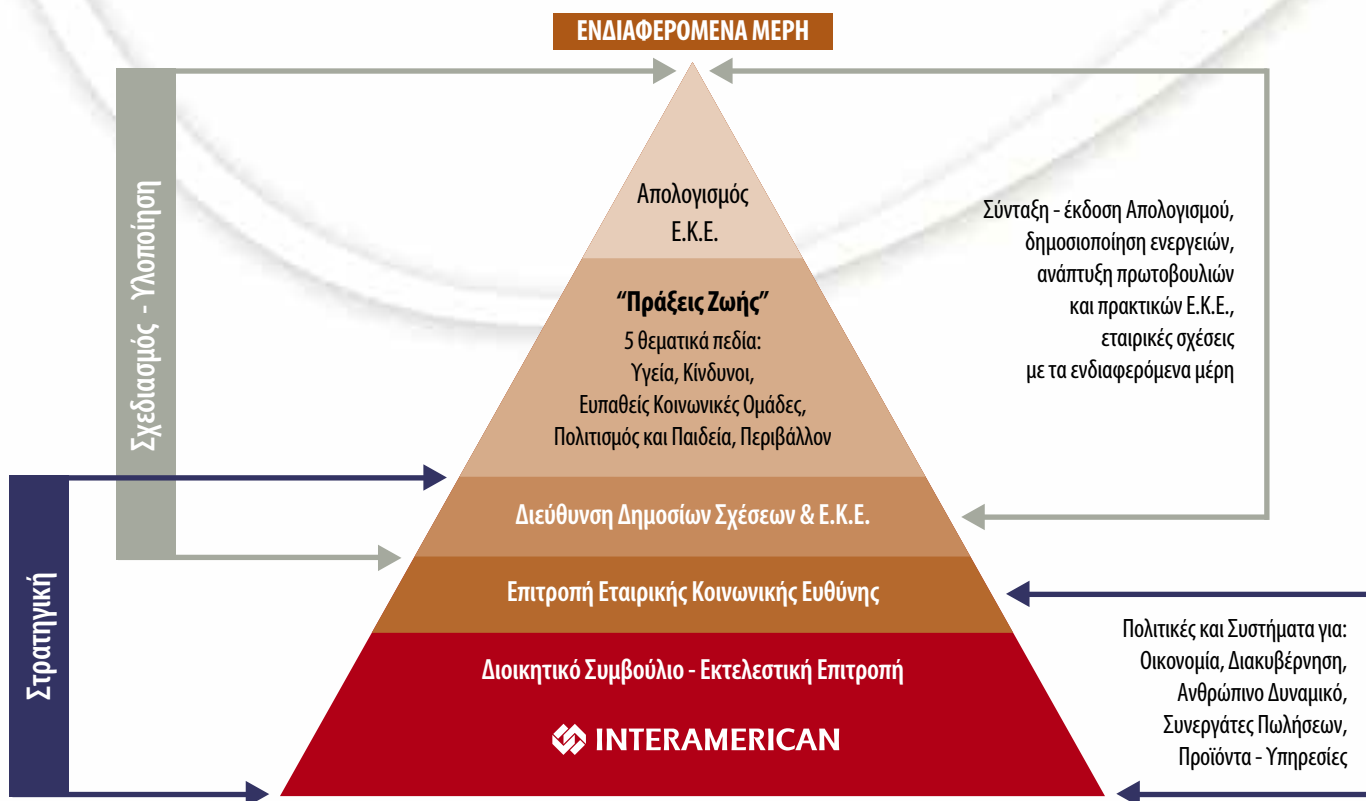 ΕΝΔΙΑΦΕΡΟΜΕΝΑ ΜΕΡΗ
Σχεδιασμός - Υλοποίηση
Στρατηγική
Απολογισμός
Ε.Κ.Ε.
“Πράξεις Ζωής”
5 θεματικά πεδία:
Υγεία, Κίνδυνοι,
Ευπαθείς Κοινωνικές Ομάδες,
Πολιτισμός και Παιδεία, Περιβάλλον
Διεύθυνση Δημοσίων Σχέσεων & Ε.Κ.Ε.
Επιτροπή Εταιρικής Κοινωνικής Ευθύνης
Διοικητικό Συμβούλιο - Εκτελεστική Επιτροπή
INTERAMERICAN
Σύνταξη - έκδοση Απολογισμού,
δημοσιοποίηση ενεργειών,
ανάπτυξη πρωτοβουλιών
και πρακτικών Ε.Κ.Ε.,
εταιρικές σχέσεις
με τα ενδιαφερόμενα μέρη
Πολιτικές και Συστήματα για:
Οικονομία, Διακυβέρνηση,
Ανθρώπινο Δυναμικό,
Συνεργάτες Πωλήσεων,
Προϊόντα - Υπηρεσίες